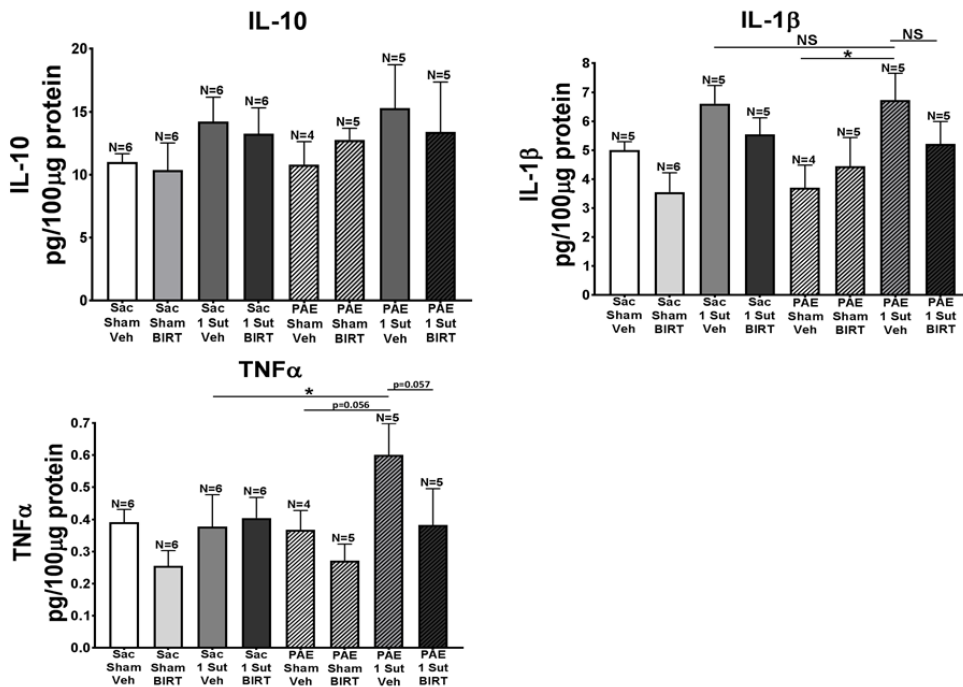 IL-10
IL-10
pg/100µg protein
20
15
10
5
0
N=6
N=6
N=6
N=6
N=4
N=5
N=5
N=5
Sac Sham Veh
Sac Sham BIRT
Sac 1 Sut Veh
Sac 1 Sut BIRT
PAE Sham Veh
PAE Sham BIRT
PAE 1 Sut Veh
PAE 1 Sut BIRT
IL-1β
IL-1β
pg/100µg protein
8
7
6
5
4
3
2
1
0
NS
NS
*
N=5
N=6
N=5
N=5
N=4
N=5
N=5
N=5
Sac Sham Veh
Sac Sham BIRT
Sac 1 Sut Veh
Sac 1 Sut BIRT
PAE Sham Veh
PAE Sham BIRT
PAE 1 Sut Veh
PAE 1 Sut BIRT
TNFα
TNFα
pg/100µg protein
0.7
0.6
0.5
0.4
0.3
0.2
0.1
0.0
*
p=0.057
p=0.056
N=6
N=6
N=6
N=6
N=4
N=5
N=5
N=5
Sac Sham Veh
Sac Sham BIRT
Sac 1 Sut Veh
Sac 1 Sut BIRT
PAE Sham Veh
PAE Sham BIRT
PAE 1 Sut Veh
PAE 1 Sut BIRT